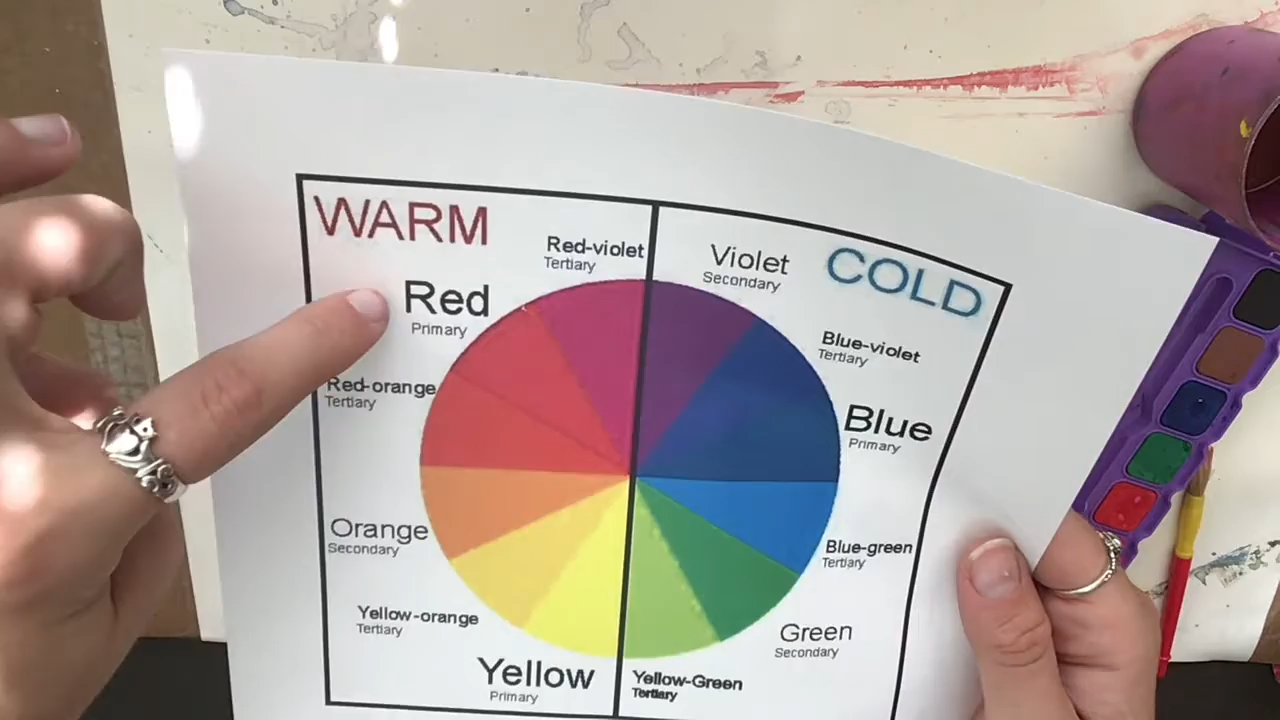 WARM
COLD
Red-violet
Tertiary
Violet
Secondary
Red
Primary
Blue-violet
Tertiary
Red-orange
Tertiary
Blue
Primary
Orange
Secondary
Blue-green
Tertiary
Yellow-orange
Tertiary
Green
Secondary
Yellow
Primary
Yellow-Green
Tertiary